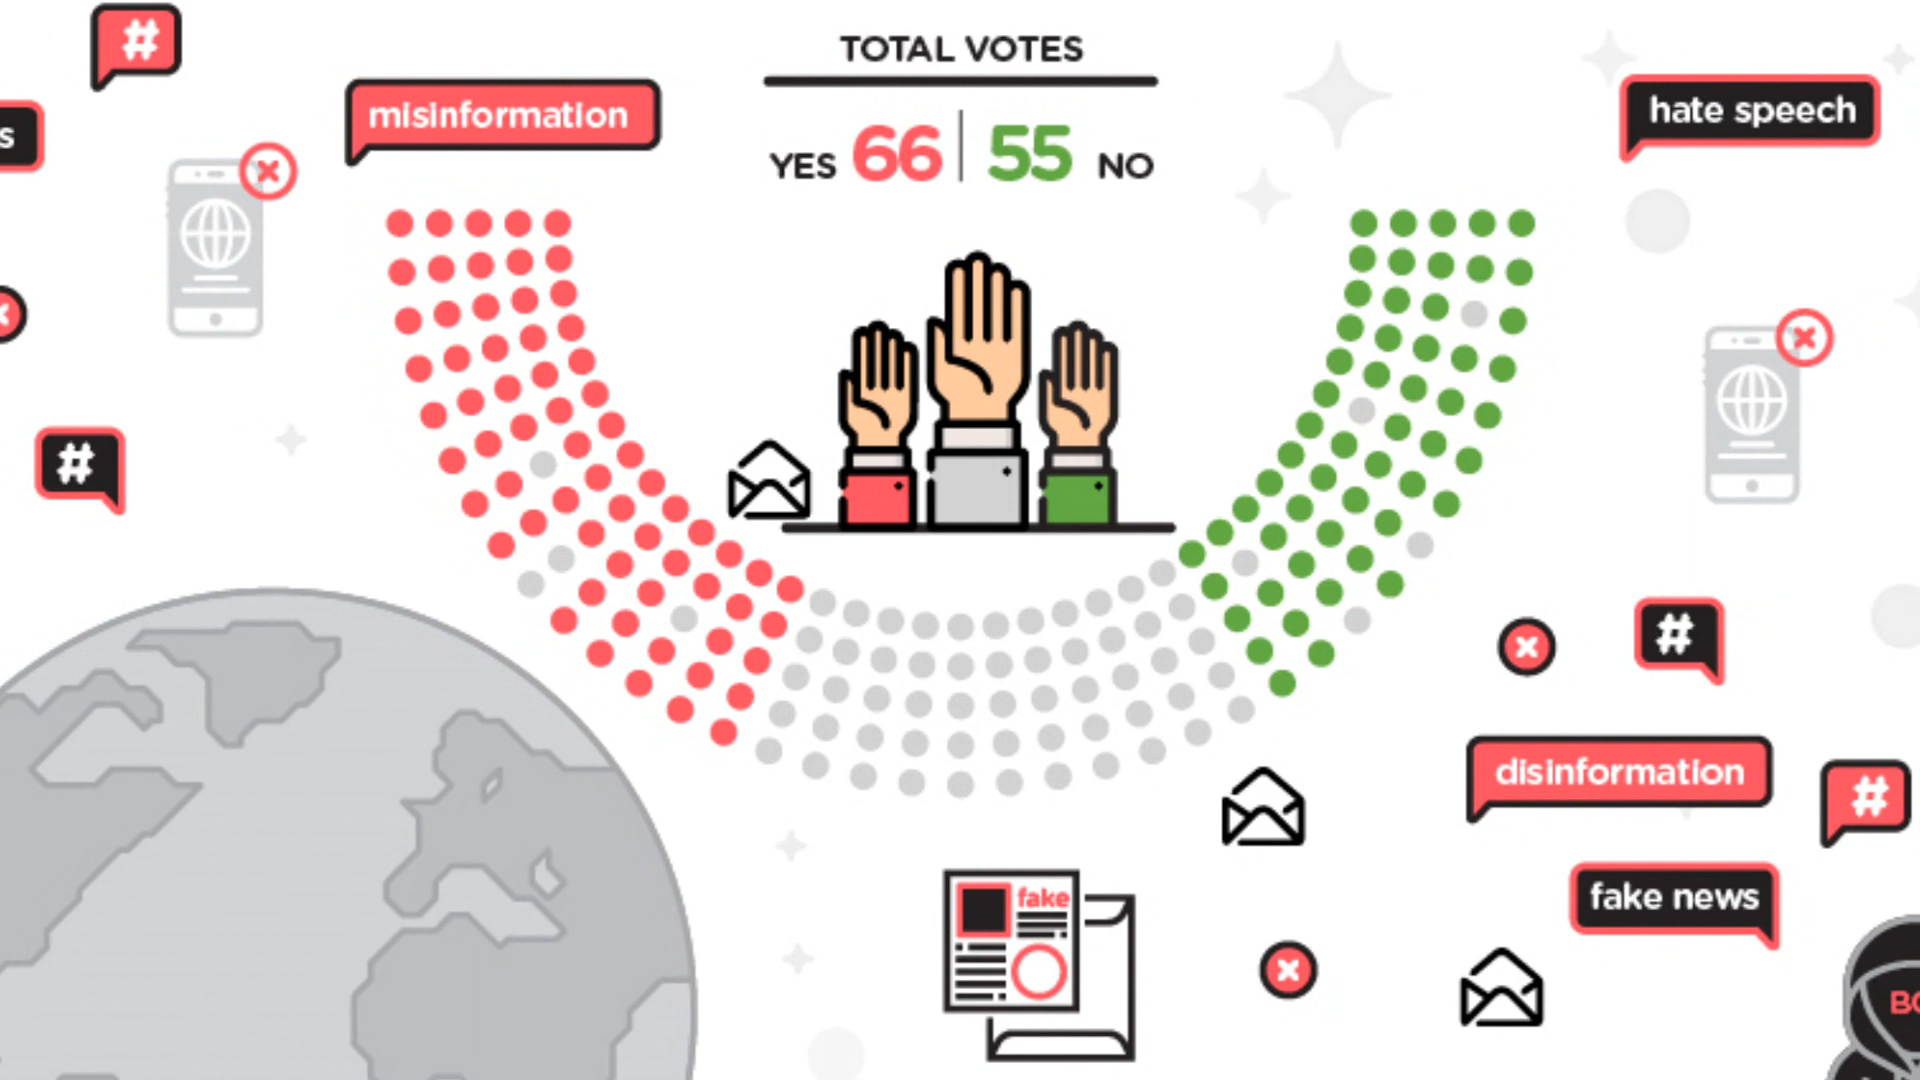 #
TOTAL VOTES
misinformation
hate speech
s
YES 66 55 NO
#
#
disinformation
#
fake
fake news